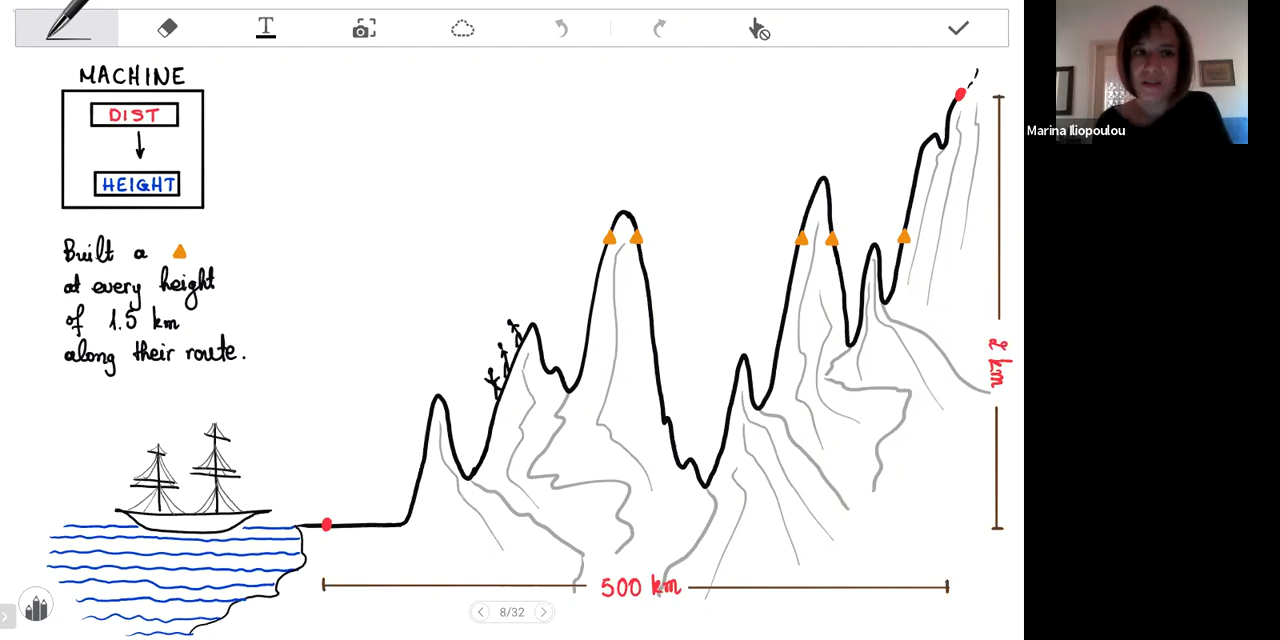 T
MACHINE
DIST
HEIGHT
Built a
at every height
of 1.5 km
along their route.
2 km
500 km
8/32
Marina Iliopoulou